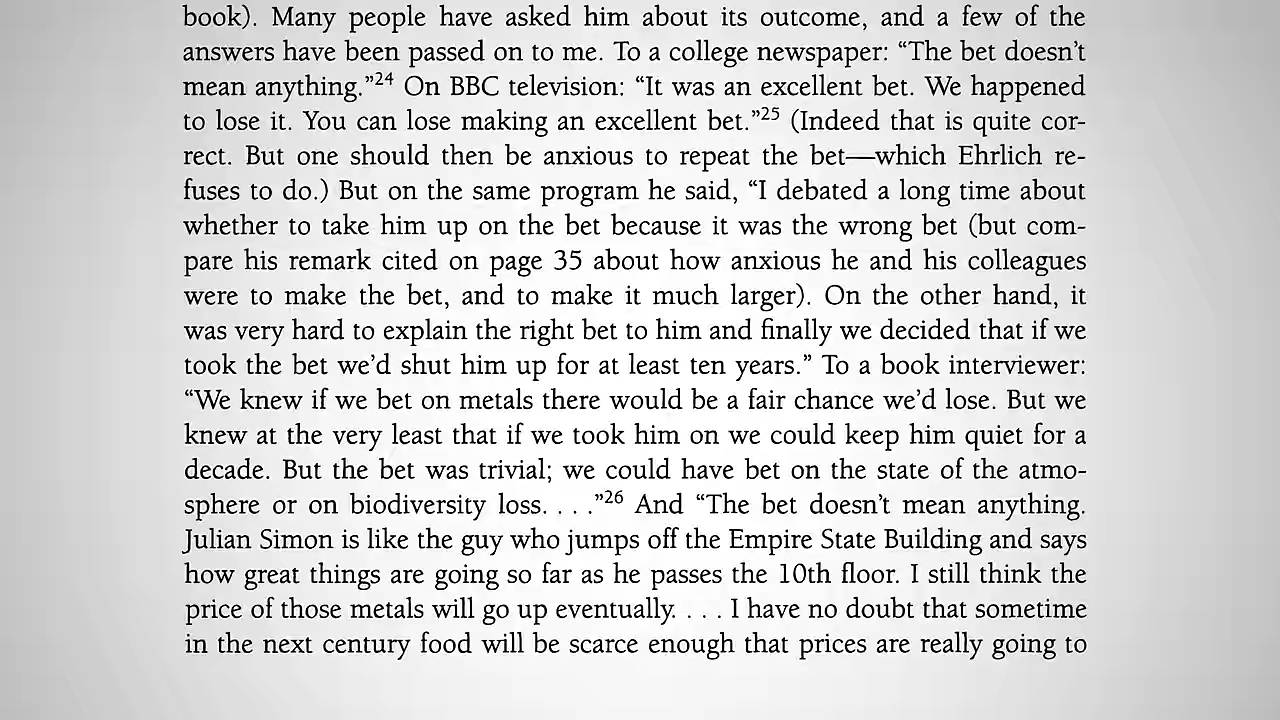 book). Many people have asked him about its outcome, and a few of the
answers have been passed on to me. To a college newspaper: “The bet doesn’t
mean anything.”24 On BBC television: “It was an excellent bet. We happened
to lose it. You can lose making an excellent bet.”25 (Indeed that is quite cor-
rect. But one should then be anxious to repeat the bet—which Ehrlich re-
fuses to do.) But on the same program he said, “I debated a long time about
whether to take him up on the bet because it was the wrong bet (but com-
pare his remark cited on page 35 about how anxious he and his colleagues
were to make the bet, and to make it much larger). On the other hand, it
was very hard to explain the right bet to him and finally we decided that if we
took the bet we’d shut him up for at least ten years.” To a book interviewer:
“We knew if we bet on metals there would be a fair chance we’d lose. But we
knew at the very least that if we took him on we could keep him quiet for a
decade. But the bet was trivial; we could have bet on the state of the atmo-
sphere or on biodiversity loss. . . .”26 And “The bet doesn’t mean anything.
Julian Simon is like the guy who jumps off the Empire State Building and says
how great things are going so far as he passes the 10th floor. I still think the
price of those metals will go up eventually. . . . I have no doubt that sometime
in the next century food will be scarce enough that prices are really going to